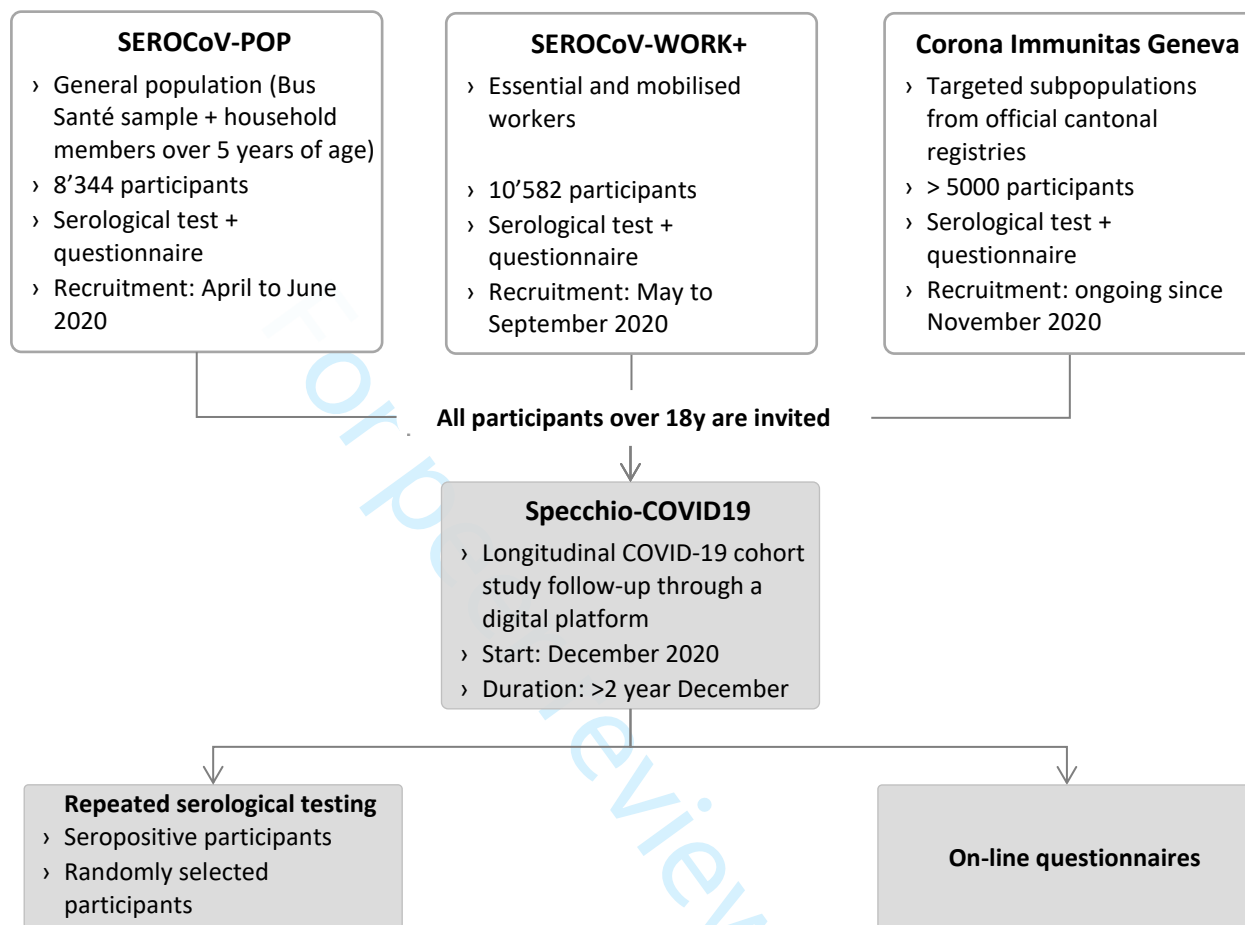 SEROCoV-POP
› General population (Bus
Santé sample + household
members over 5 years of age)
› 8’344 participants
› Serological test +
questionnaire
› Recruitment: April to June
2020
SEROCoV-WORK+
› Essential and mobilised
workers
› 10’582 participants
› Serological test +
questionnaire
› Recruitment: May to
September 2020
Corona Immunitas Geneva
› Targeted subpopulations
from official cantonal
registries
› > 5000 participants
› Serological test +
questionnaire
› Recruitment: ongoing since
November 2020
All participants over 18y are invited
Specchio-COVID19
› Longitudinal COVID-19 cohort
study follow-up through a
digital platform
› Start: December 2020
› Duration: >2 year December
Repeated serological testing
› Seropositive participants
› Randomly selected
participants
On-line questionnaires
For peer review